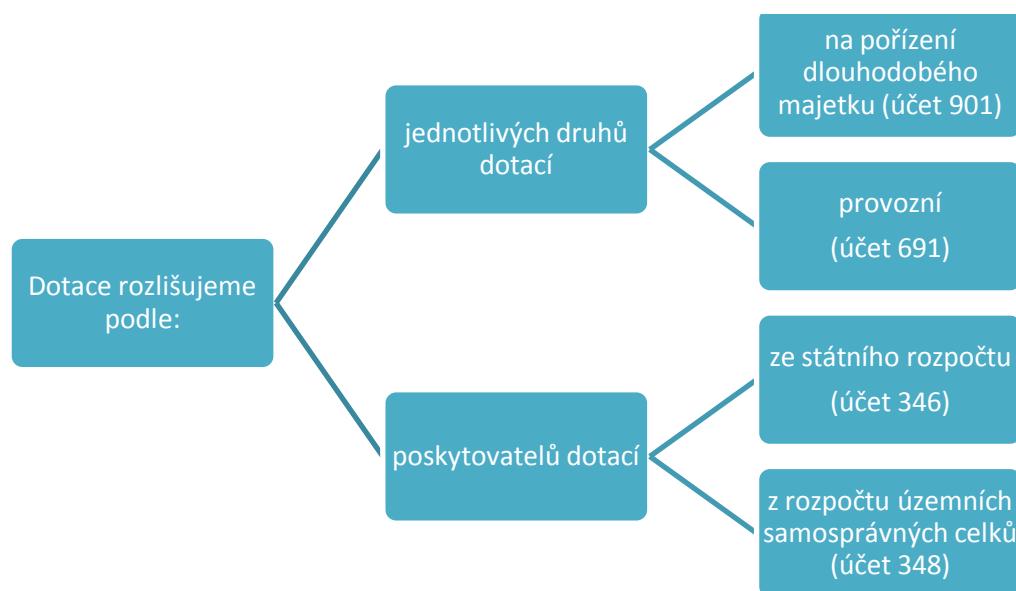 Dotace rozlišujeme
podle:
jednotlivých druhů
dotací
na pořízení
dlouhodobého
majetku (účet 901)
provozní
(účet 691)
poskytovatelů dotací
ze státního rozpočtu
(účet 346)
z rozpočtu územních
samosprávných celků
(účet 348)